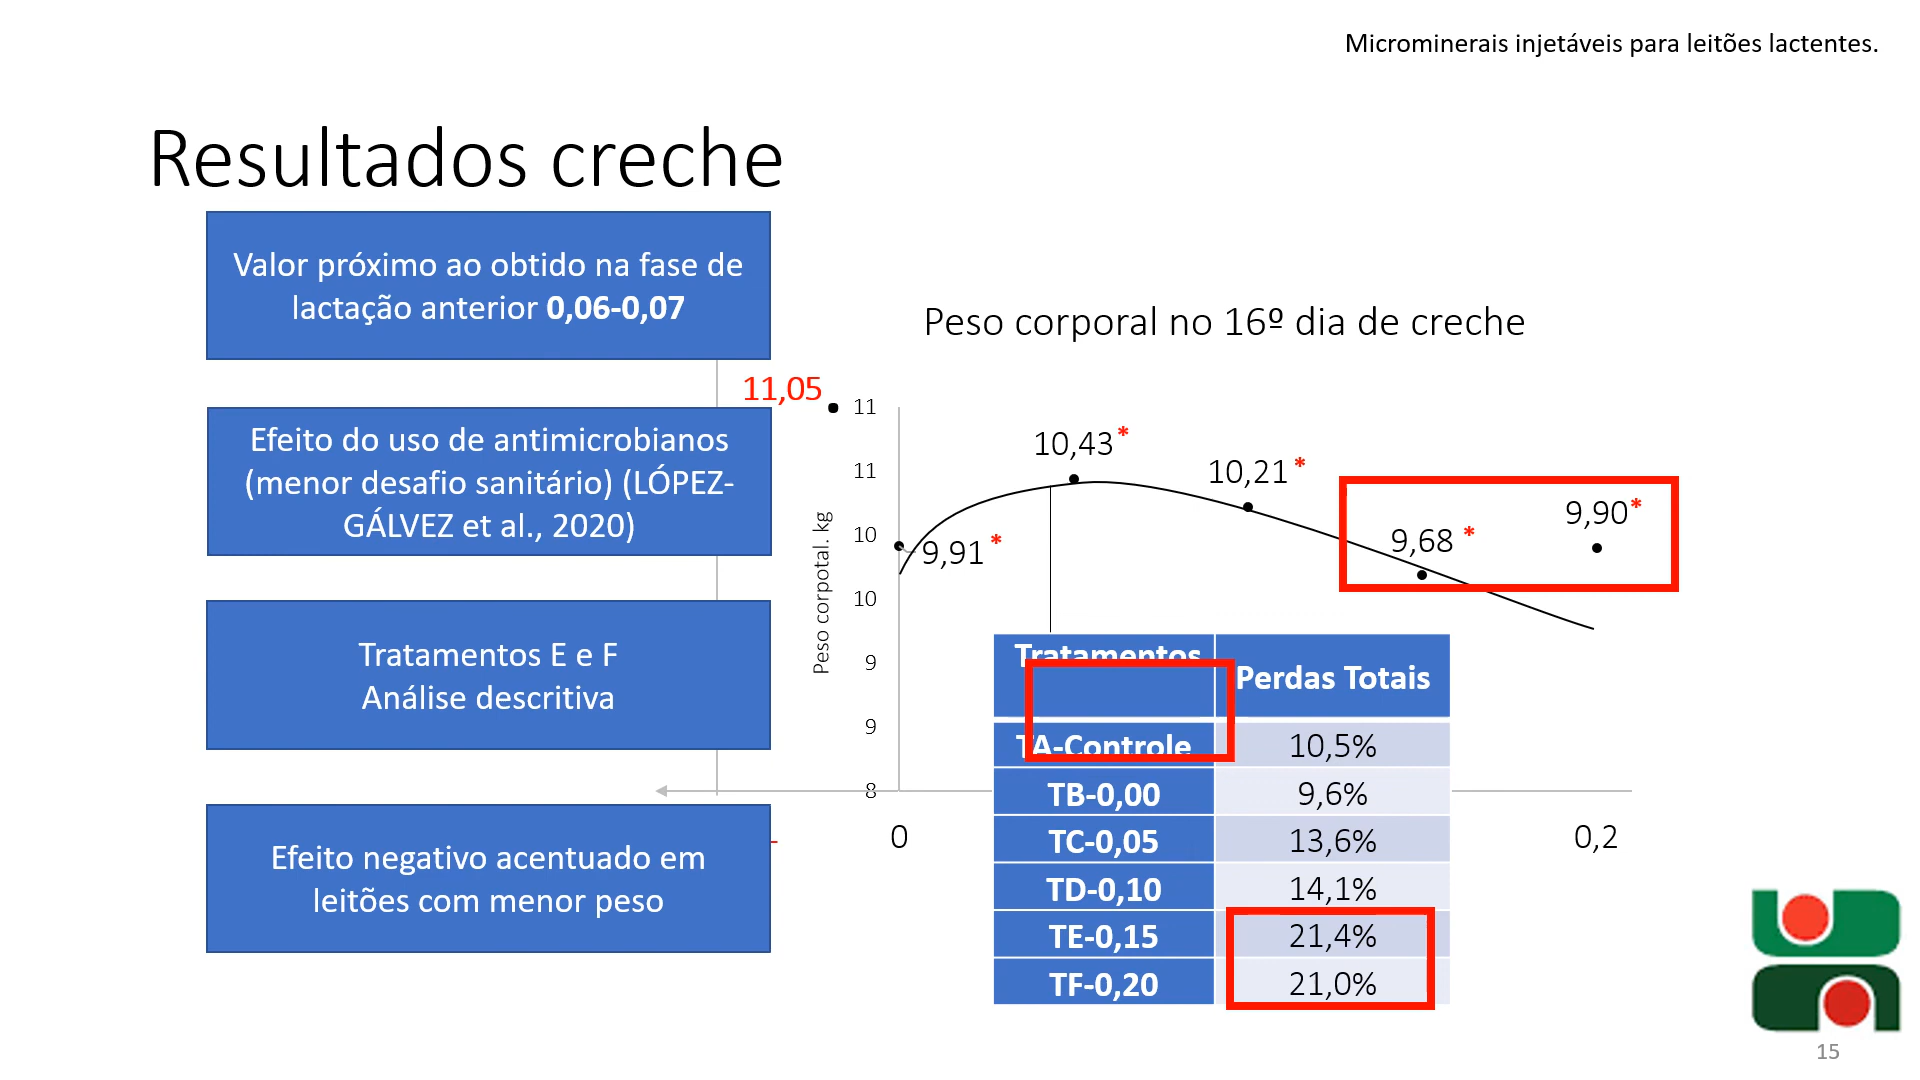 Microminerais injetáveis para leitões lactentes.
Resultados creche
Valor próximo ao obtido na fase de
lactação anterior 0,06-0,07
Efeito do uso de antimicrobianos
(menor desafio sanitário) (LÓPEZ-
GÁLVEZ et al., 2020)
Tratamentos E e F
Análise descritiva
Efeito negativo acentuado em
leitões com menor peso
Peso corporal no 16º dia de creche
11,05
Peso corpotal. kg
11
11
10
10
9
9
8
9,91 *
10,43 *
10,21 *
9,68 *
9,90 *
0
0,2
Tratamentos Perdas Totais
TA-Controle 10,5%
TB-0,00 9,6%
TC-0,05 13,6%
TD-0,10 14,1%
TE-0,15 21,4%
TF-0,20 21,0%
15